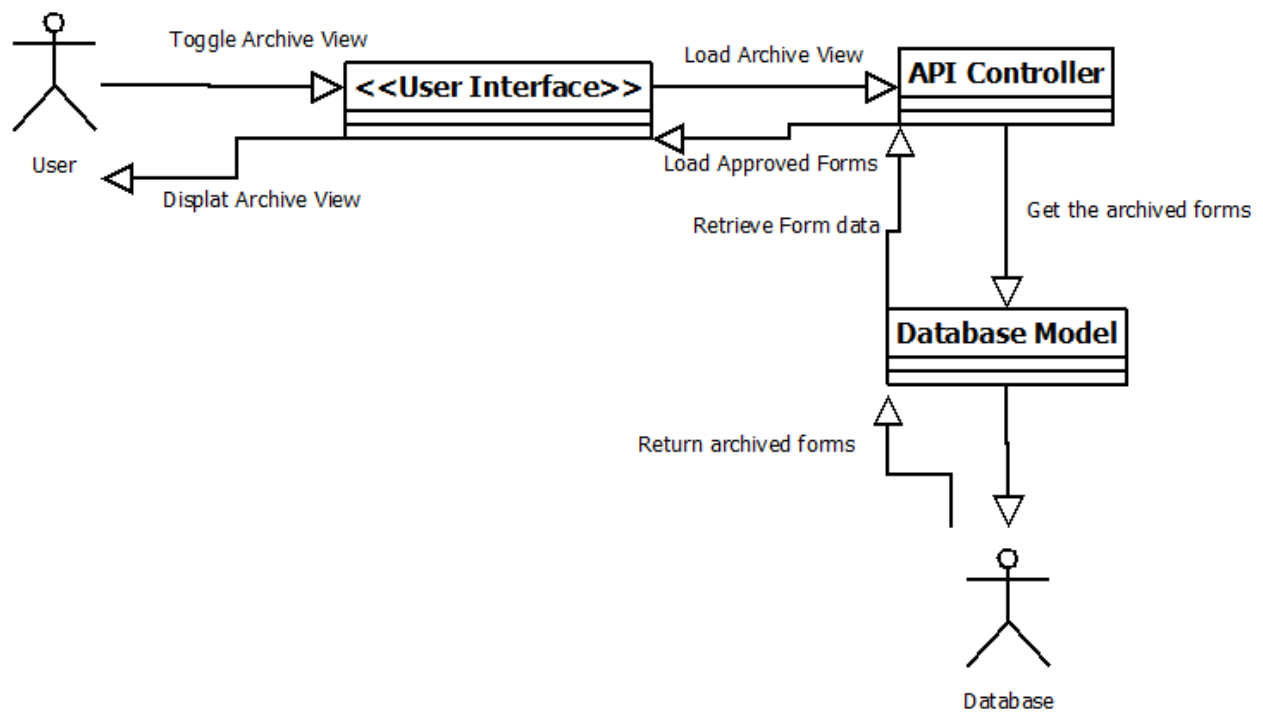 Toggle Archive View
Load Archive View
<<User Interface>>
API Controller
User
Load Approved Forms
Displat Archive View
Retrieve Form data
Get the archived forms
Database Model
Return archived forms
Database